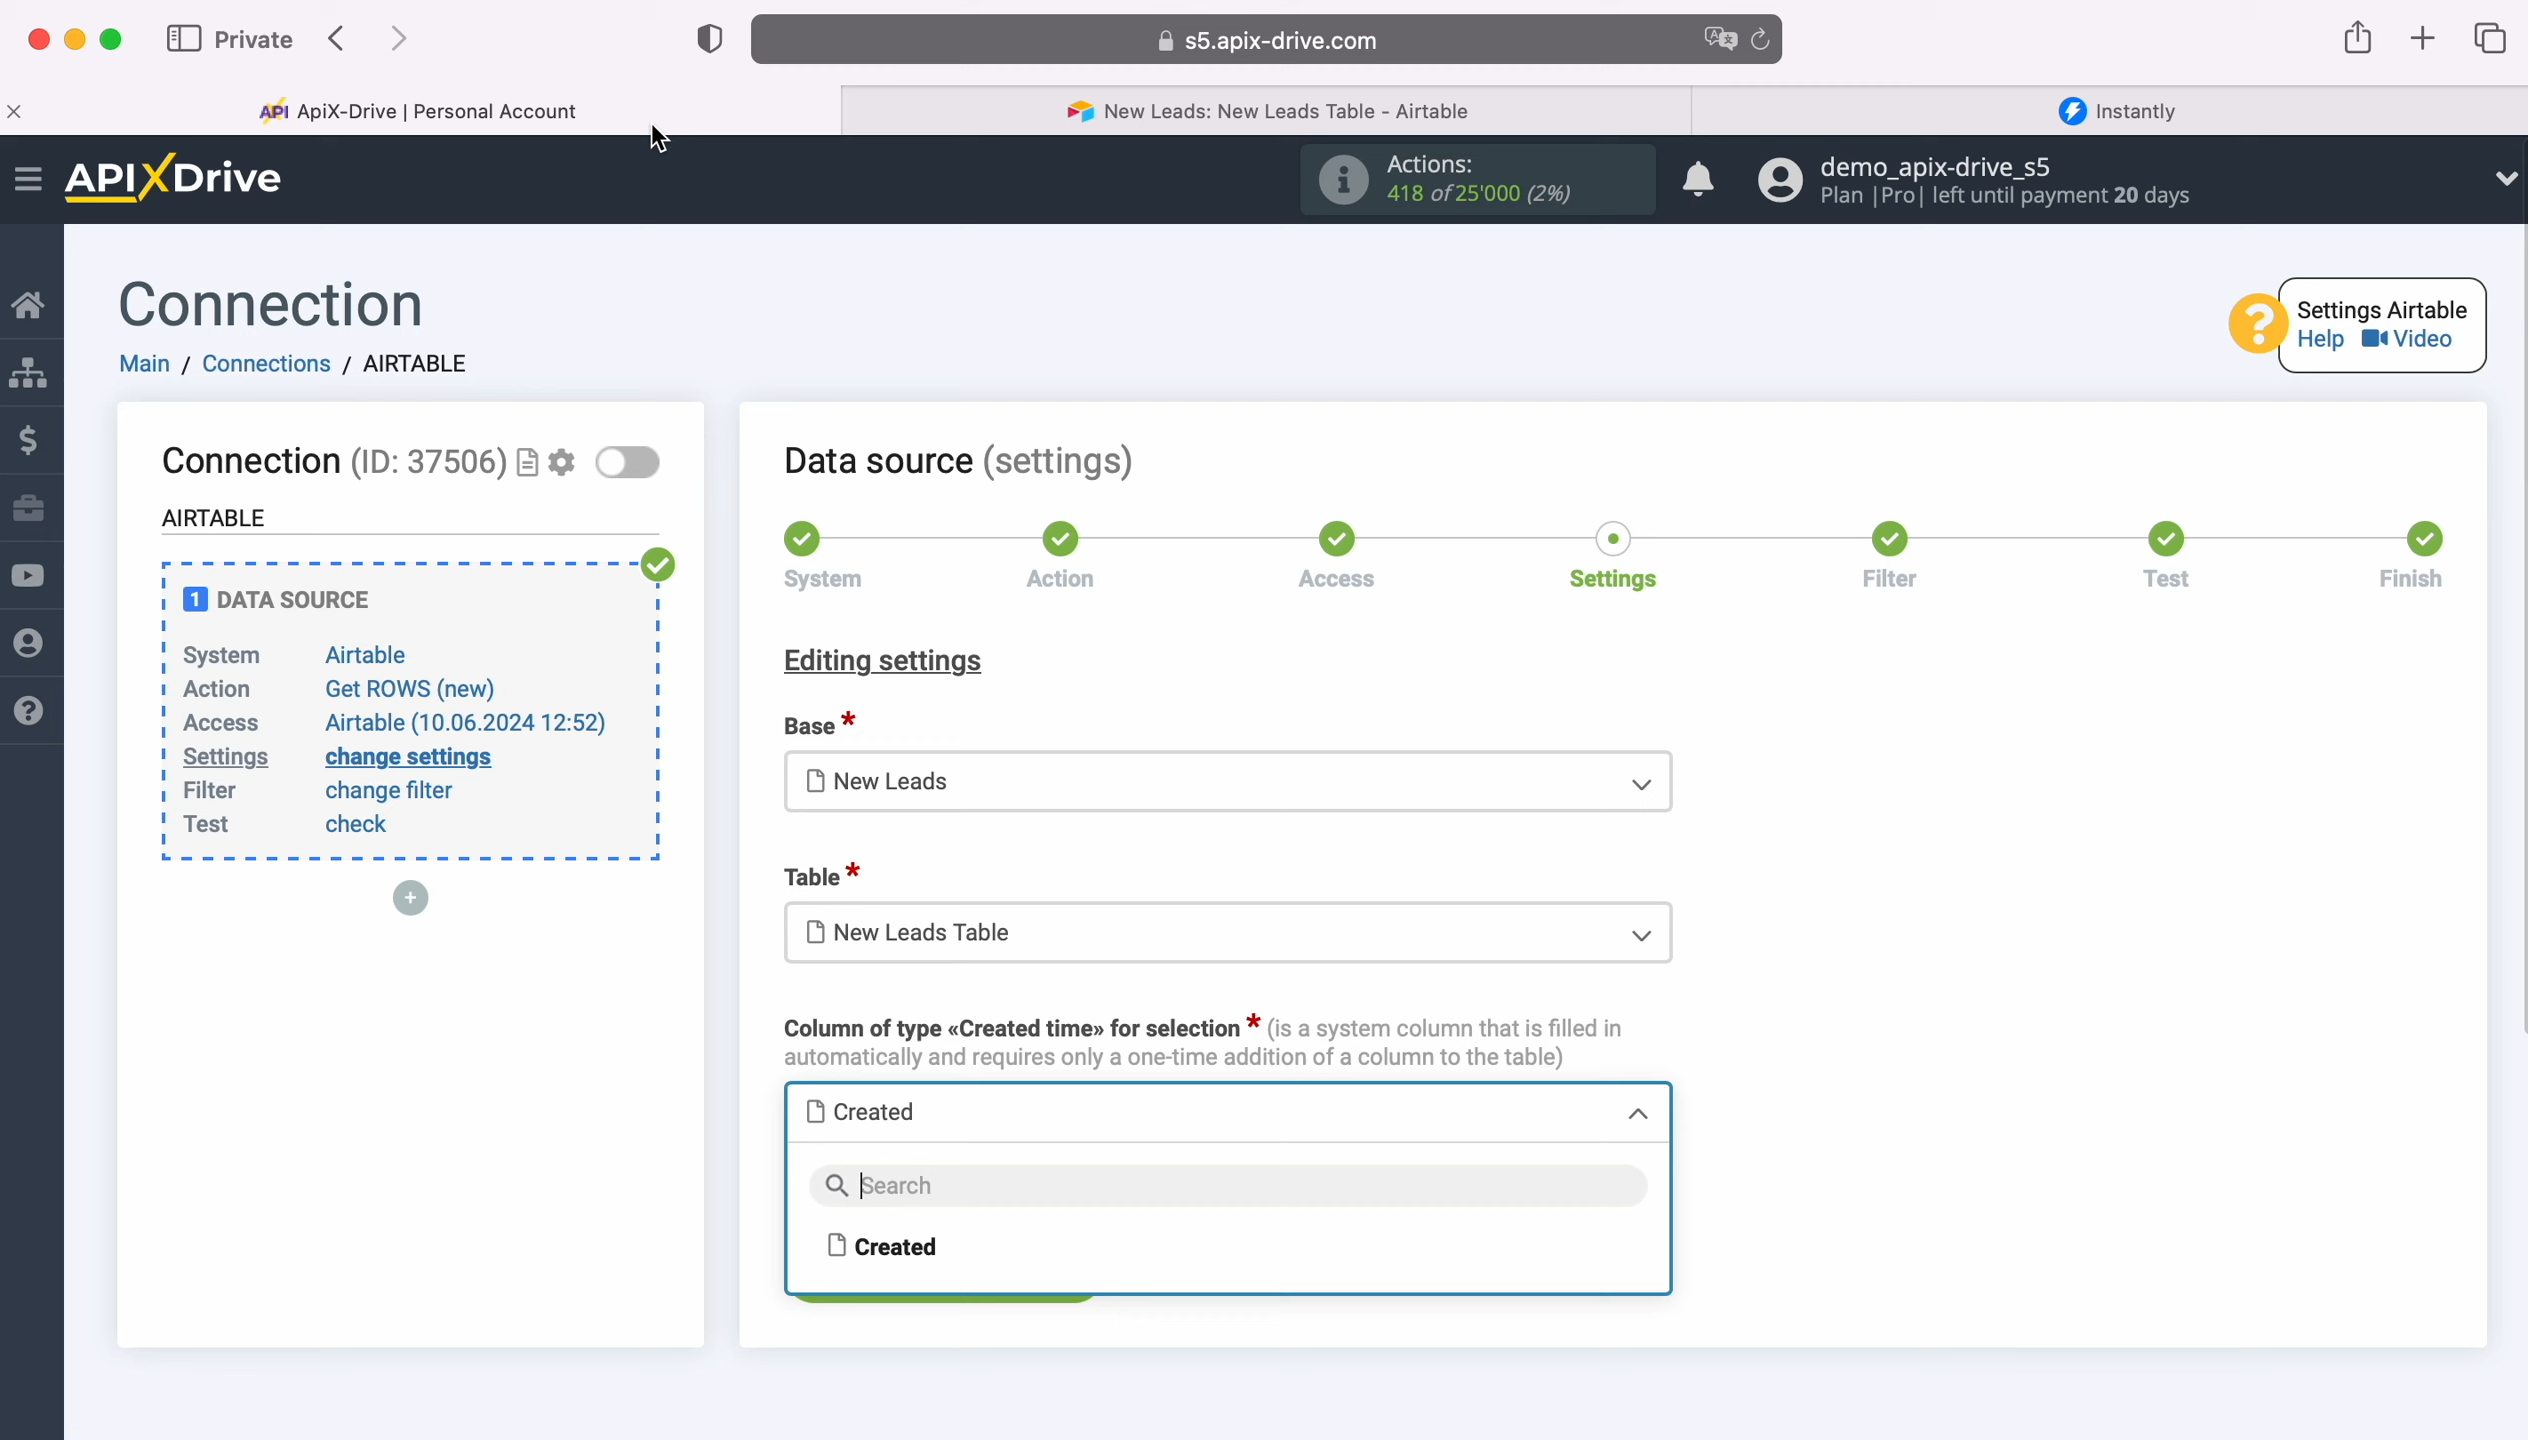 Private
s5.apix-drive.com
API ApiX-Drive | Personal Account
New Leads: New Leads Table - Airtable
Instantly
APIXDrive
Actions:
418 of 25'000 (2%)
demo_apix-drive_s5
Plan |Pro| left until payment 20 days
Connection
Main / Connections / AIRTABLE
Settings Airtable
Help Video
Connection (ID: 37506)
AIRTABLE
1 DATA SOURCE
System Airtable
Action Get ROWS (new)
Access Airtable (10.06.2024 12:52)
Settings change settings
Filter change filter
Test check
Data source (settings)
System Action Access Settings Filter Test Finish
Editing settings
Base *
New Leads
Table *
New Leads Table
Column of type «Created time» for selection * (is a system column that is filled in
automatically and requires only a one-time addition of a column to the table)
Created
Search
Created